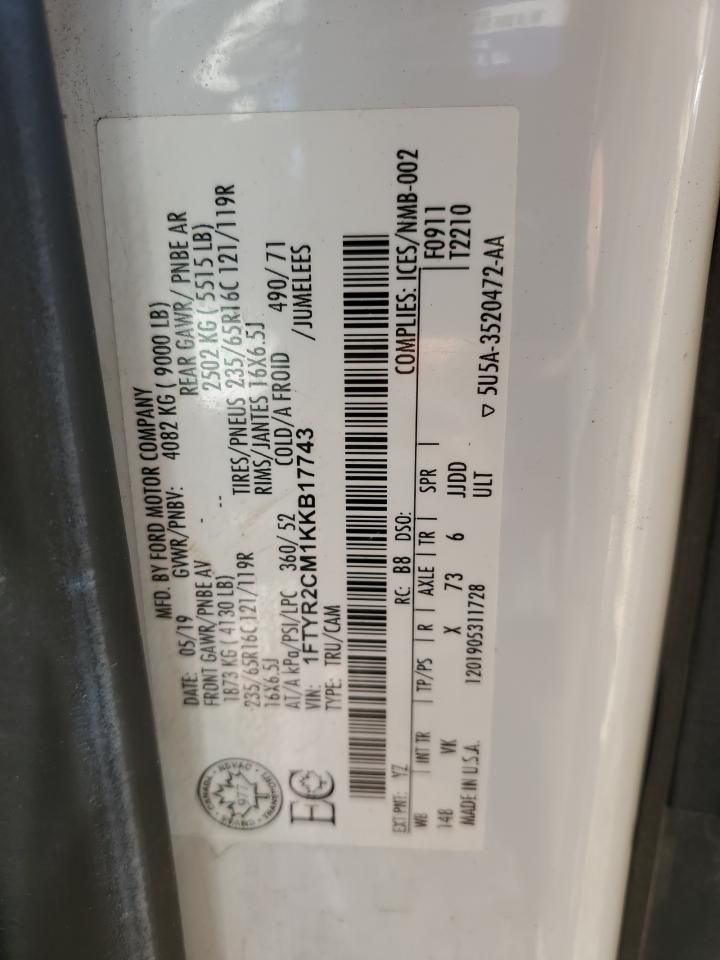 MFD. BY FORD MOTOR COMPANY
DATE: 05/19 GVWR/PNBV: 4082 KG ( 9000 LB)
FRONT GAWR/PNBE AV REAR GAWR/ PNBE AR
1873 KG ( 4130 LB) - 2502 KG ( 5515 LB)
235/65R16C121/119R -- TIRES/PNEUS 235/65R16C 121/119R
16X6.5J RIMS/JANTES 16X6.5J
AT/A kPa/PSI/LPC 360/ 52 COLD/A FROID 490/ 71
VIN: 1FTYR2CM1KKB17743 /JUMELEES
TYPE: TRU/CAM
CANADA
977
EC
COMPLIES: ICES/NMB-002
EXT PNT: YZ RC: B8 DSO: F0911
WB INT TR TP/PS R AXLE TR SPR T2210
148 VK X 73 6 JJDD
MADE IN U.S.A. 1201905311728 ULT
▽ 5U5A-3520472-AA